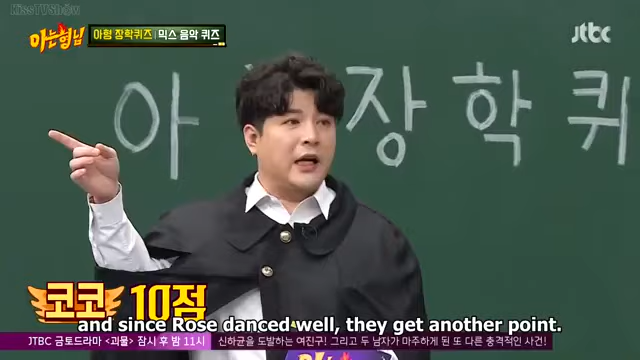 KissTVShow
아는형님
아형 장학퀴즈 | 믹스 음악 퀴즈
jtbc
아 장학퀴
코코 10점
and since Rose danced well, they get another point.
JTBC 금토드라마 <괴물> 잠시 후 밤 11시
신하균을 도발하는 여진구! 그리고 두 남자가 마주하게 된 또 다른 충격적인 사건!